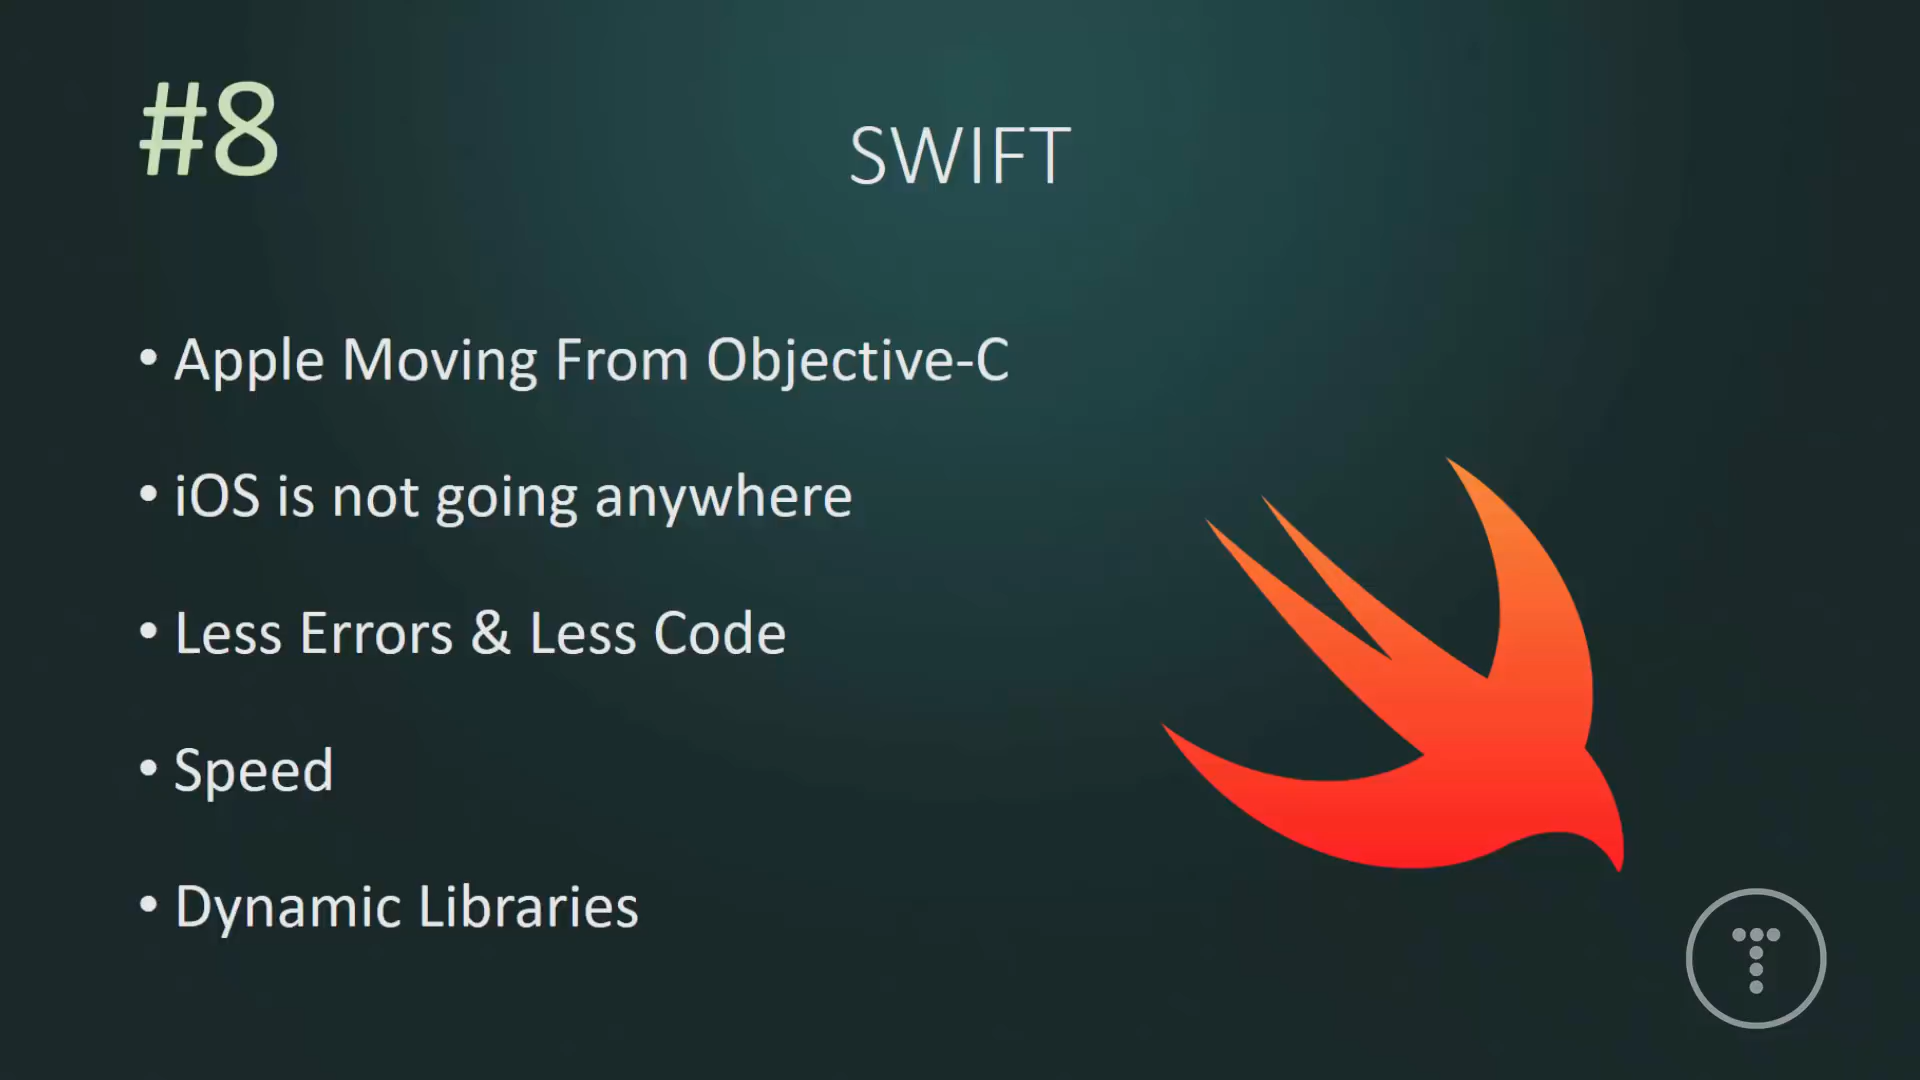 #8
SWIFT
• Apple Moving From Objective-C
• iOS is not going anywhere
• Less Errors & Less Code
• Speed
• Dynamic Libraries
T